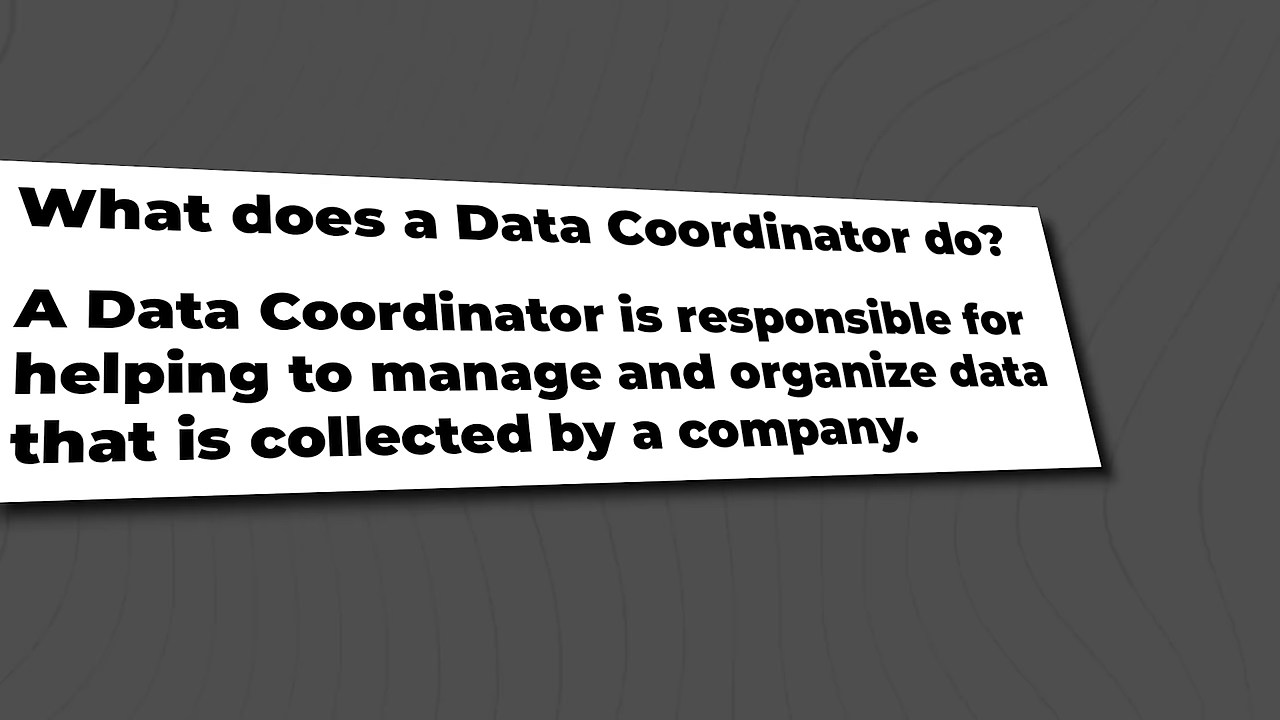 What does a Data Coordinator do?
A Data Coordinator is responsible for
helping to manage and organize data
that is collected by a company.